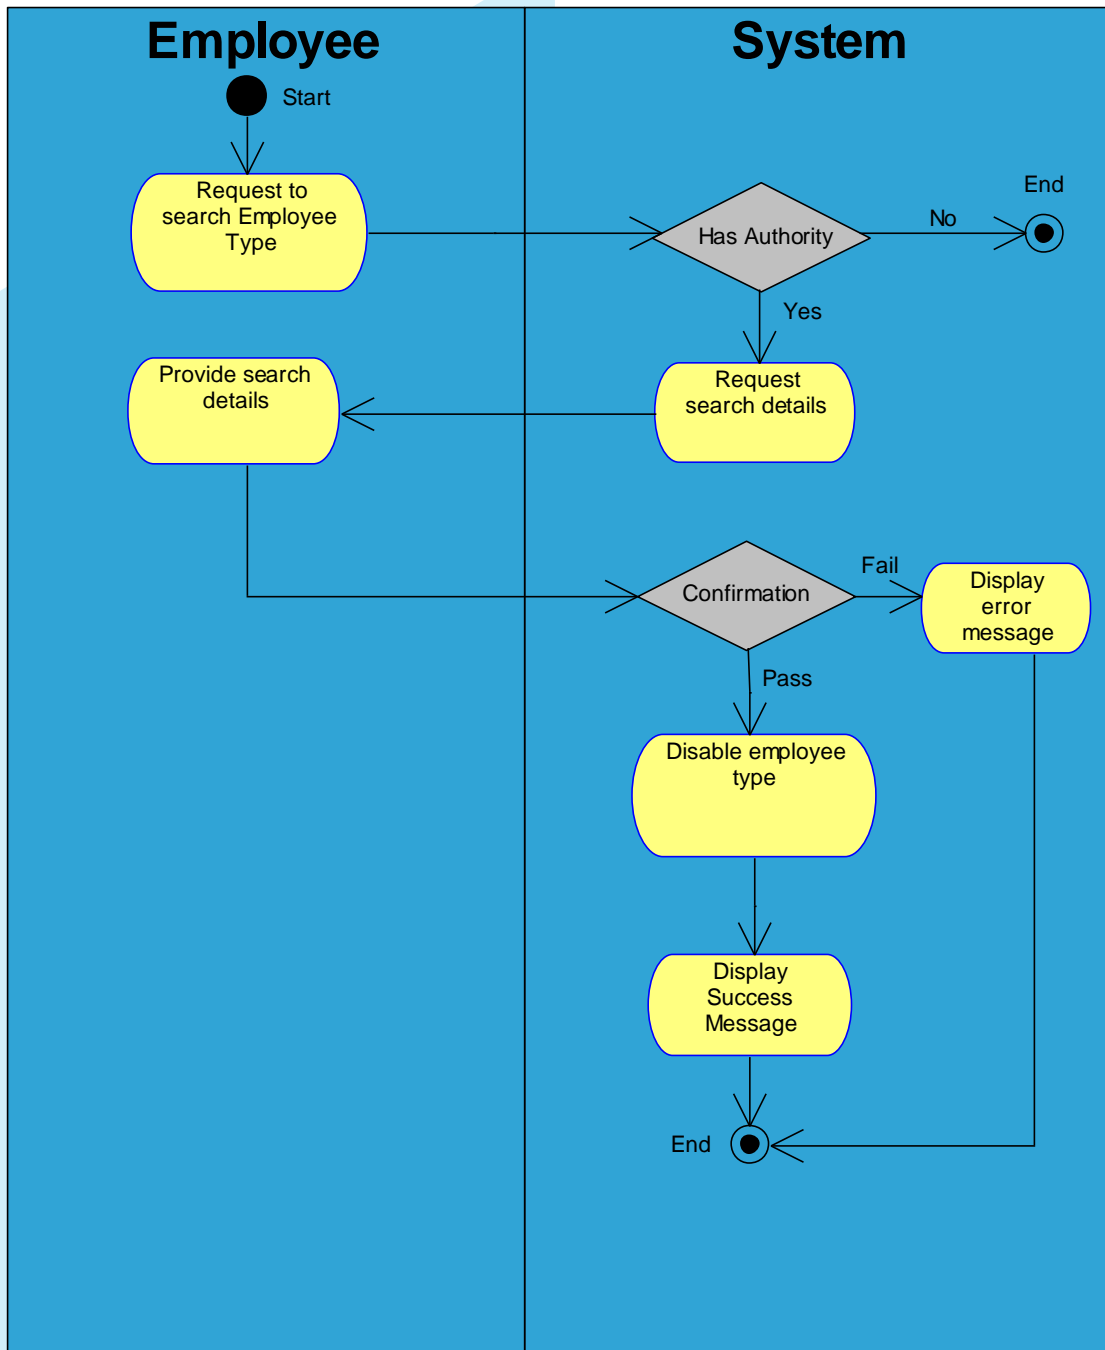 Employee
System
Start
Request to
search Employee
Type
Has Authority
No
End
Yes
Provide search
details
Request
search details
Confirmation
Fail
Display
error
message
Pass
Disable employee
type
Display
Success
Message
End